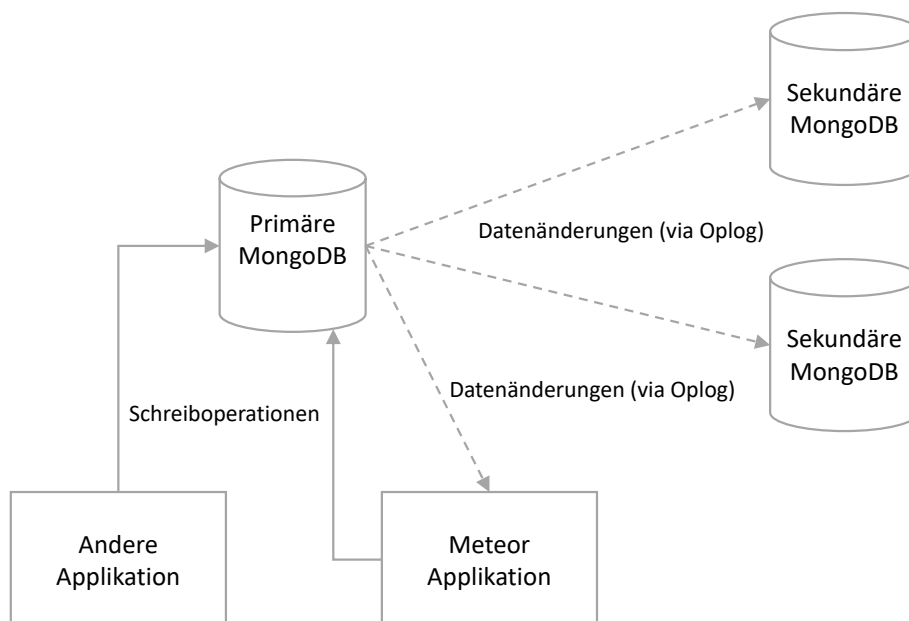 Sekundäre
MongoDB
Primäre
MongoDB
Datenänderungen (via Oplog)
Sekundäre
MongoDB
Datenänderungen (via Oplog)
Schreiboperationen
Andere
Applikation
Meteor
Applikation